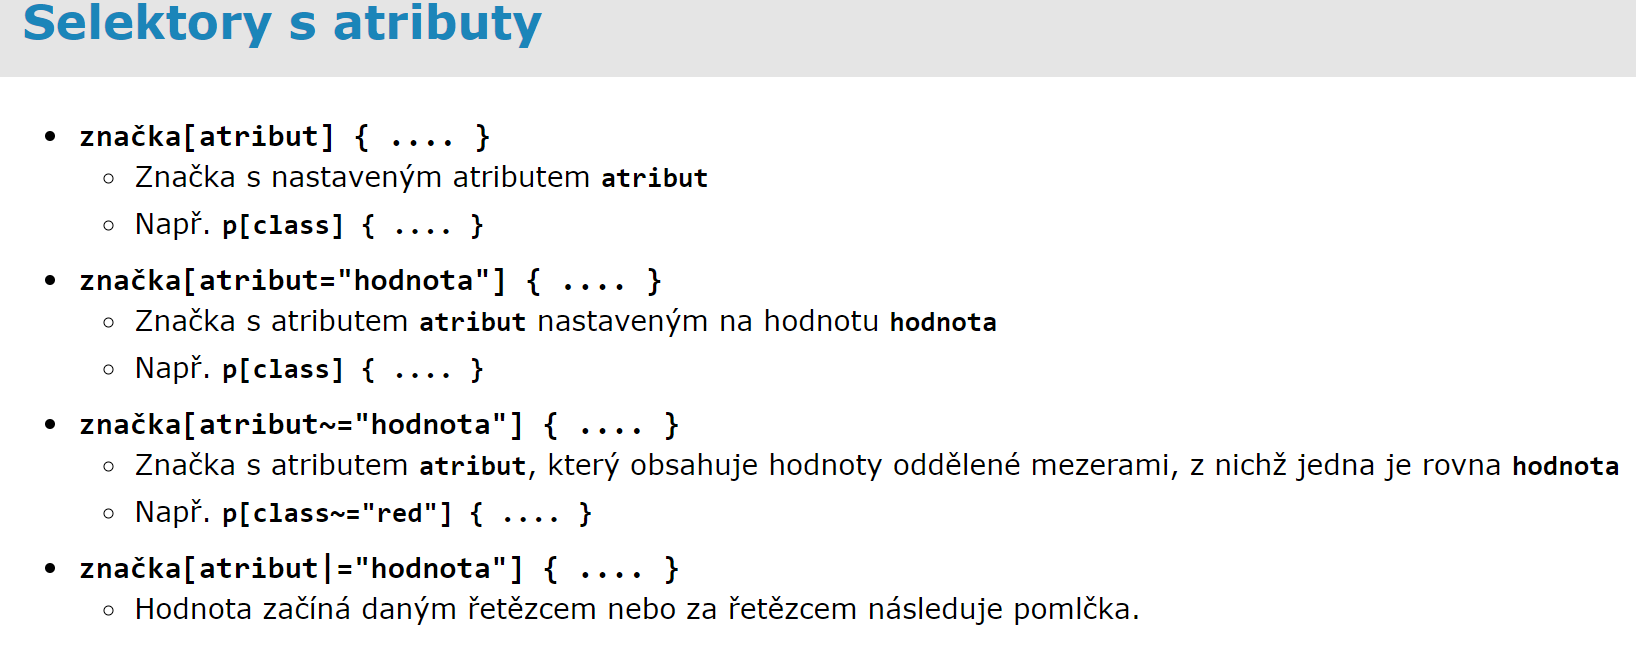 Selektory s atributy
značka[atribut] { .... }
Značka s nastaveným atributem atribut
Např. p[class] { .... }
značka[atribut="hodnota"] { .... }
Značka s atributem atribut nastaveným na hodnotu hodnota
Např. p[class] { .... }
značka[atribut~="hodnota"] { .... }
Značka s atributem atribut, který obsahuje hodnoty oddělené mezerami, z nichž jedna je rovna hodnota
Např. p[class~="red"] { .... }
značka[atribut|="hodnota"] { .... }
Hodnota začíná daným řetězcem nebo za řetězcem následuje pomlčka.